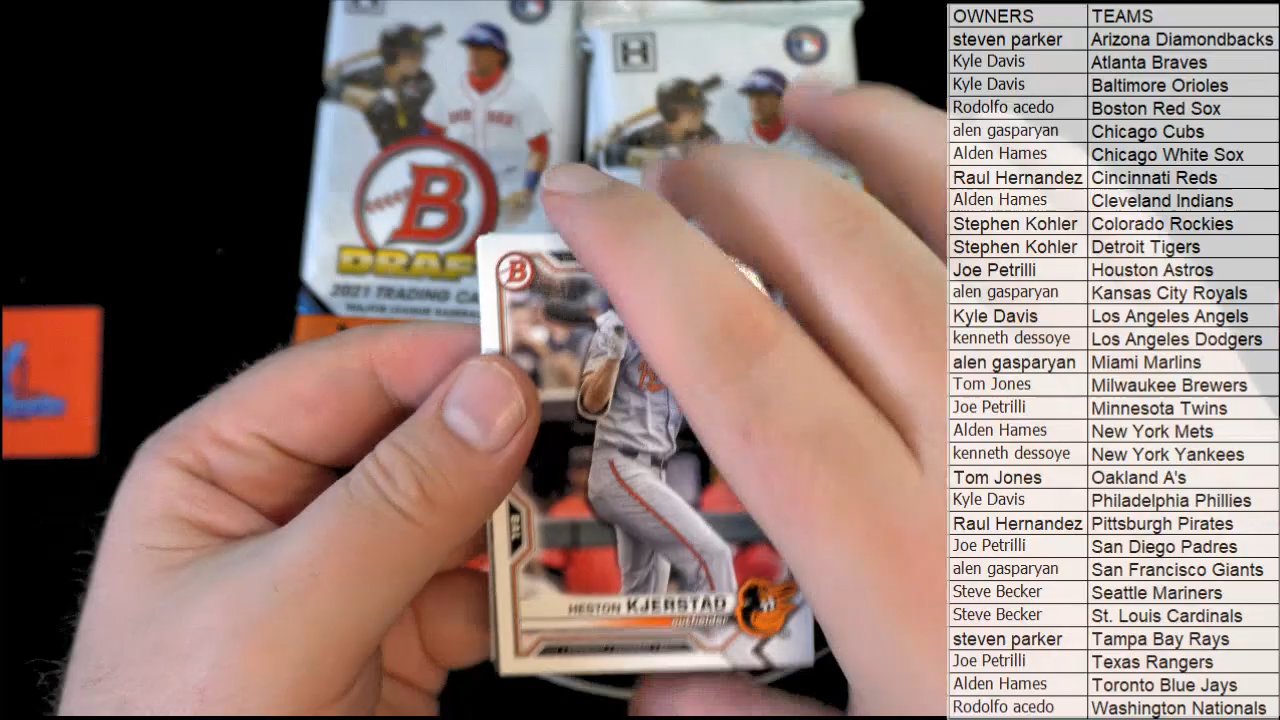 H
B
DRAF
2021 TRADING CA
B
BAL
HESTON KJERSTAD
outfielder
H
OWNERS TEAMS
steven parker Arizona Diamondbacks
Kyle Davis Atlanta Braves
Kyle Davis Baltimore Orioles
Rodolfo acedo Boston Red Sox
alen gasparyan Chicago Cubs
Alden Hames Chicago White Sox
Raul Hernandez Cincinnati Reds
Alden Hames Cleveland Indians
Stephen Kohler Colorado Rockies
Stephen Kohler Detroit Tigers
Joe Petrilli Houston Astros
alen gasparyan Kansas City Royals
Kyle Davis Los Angeles Angels
kenneth dessoye Los Angeles Dodgers
alen gasparyan Miami Marlins
Tom Jones Milwaukee Brewers
Joe Petrilli Minnesota Twins
Alden Hames New York Mets
kenneth dessoye New York Yankees
Tom Jones Oakland A's
Kyle Davis Philadelphia Phillies
Raul Hernandez Pittsburgh Pirates
Joe Petrilli San Diego Padres
alen gasparyan San Francisco Giants
Steve Becker Seattle Mariners
Steve Becker St. Louis Cardinals
steven parker Tampa Bay Rays
Joe Petrilli Texas Rangers
Alden Hames Toronto Blue Jays
Rodolfo acedo Washington Nationals